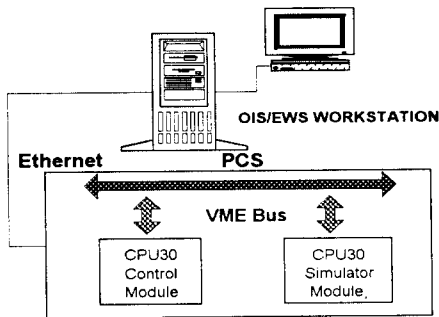 OIS/EWS WORKSTATION
Ethernet
PCS
VME Bus
CPU30
Control
Module
CPU30
Simulator
Module